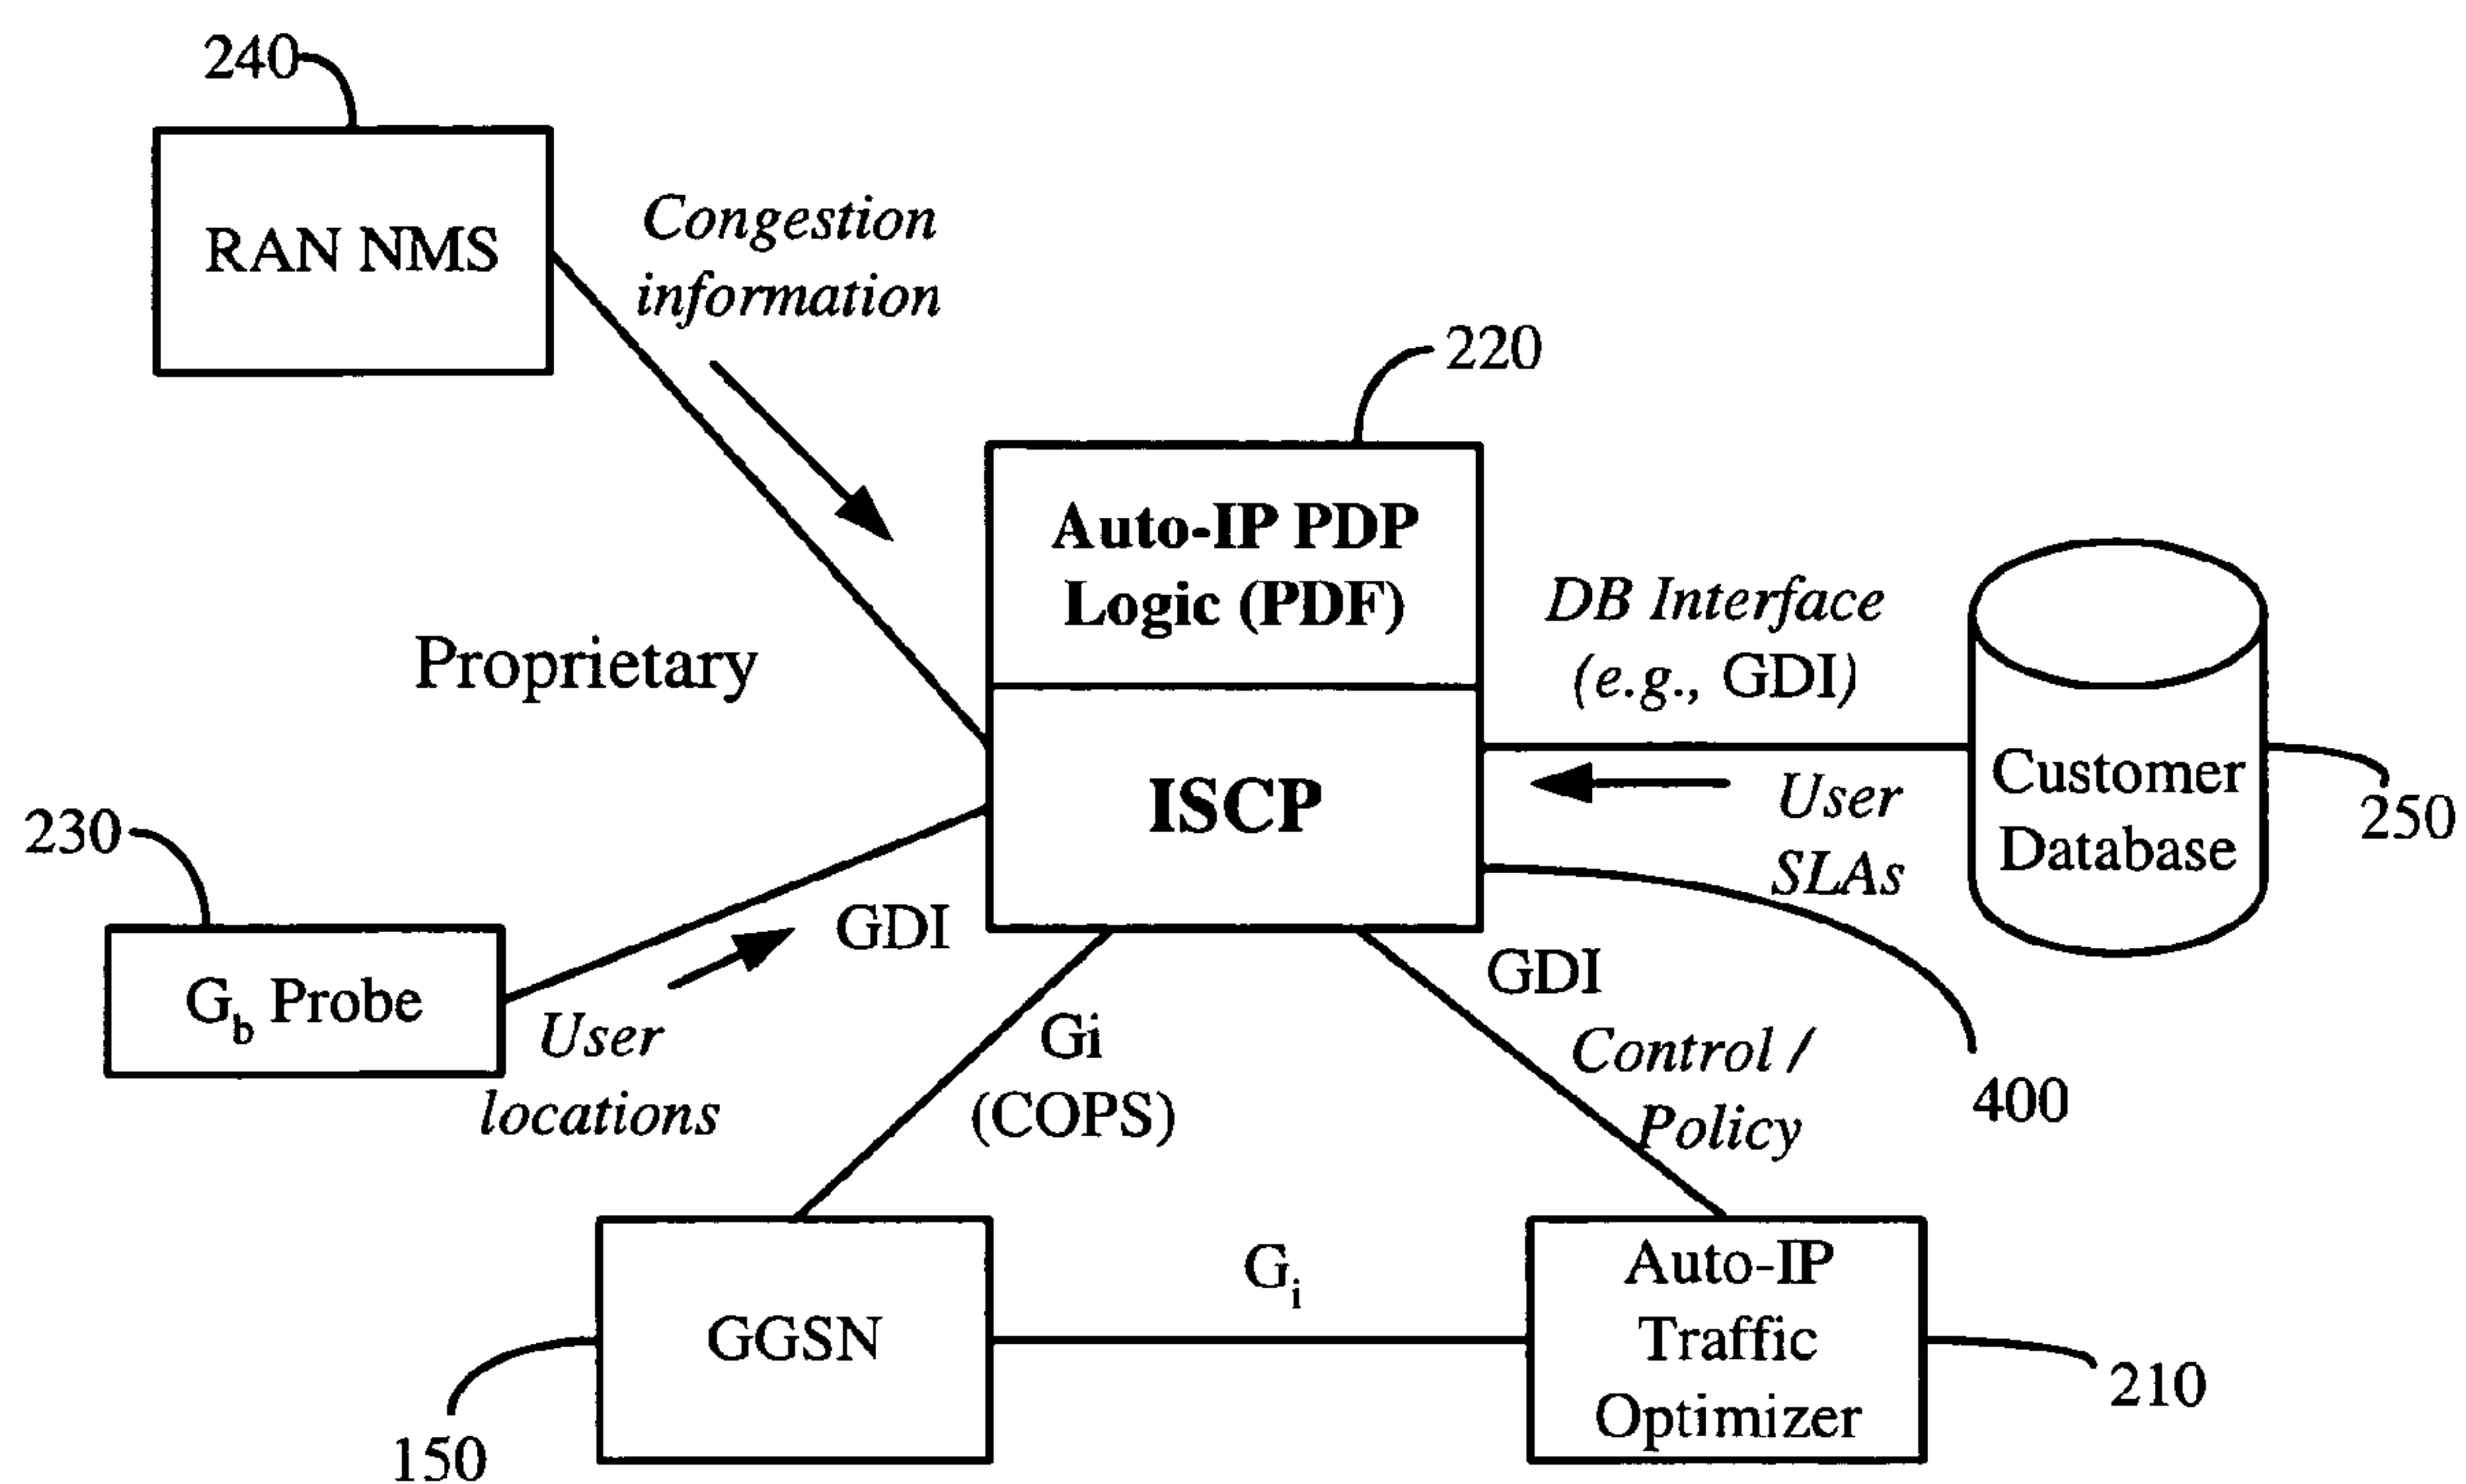 240
RAN NMS
Congestion
information
220
Auto-IP PDP
Logic (PDF)
DB Interface
(e.g., GDI)
Proprietary
ISCP
User
SLAs
Customer
Database
250
230
GDI
Gb Probe
User
locations
GDI
Gi
(COPS)
Control /
Policy
400
Gi
GGSN
Auto-IP
Traffic
Optimizer
210
150